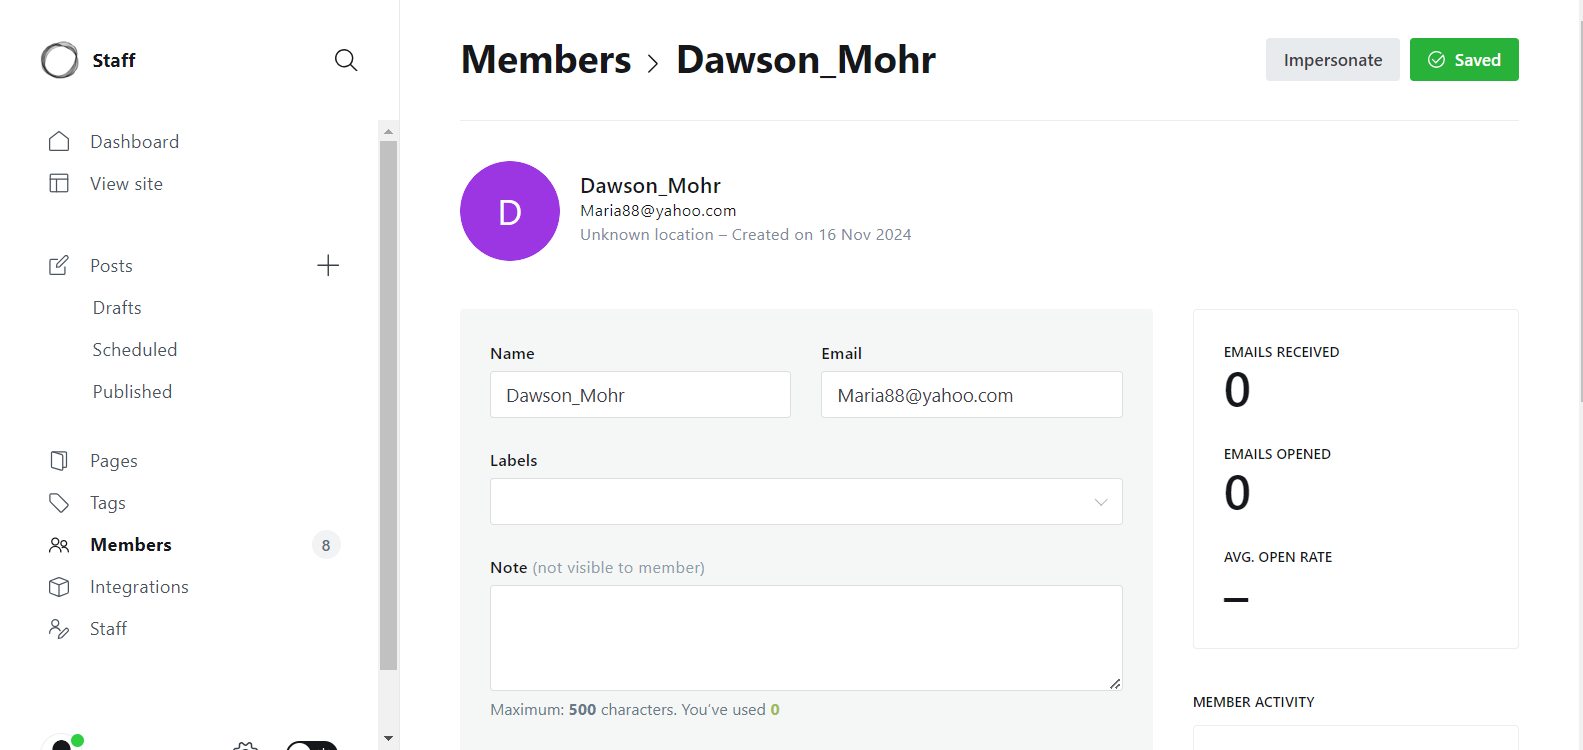 Staff
Dashboard
View site
Posts
Drafts
Scheduled
Published
Pages
Tags
Members 8
Integrations
Staff
Members > Dawson_Mohr
Impersonate
Saved
D
Dawson_Mohr
Maria88@yahoo.com
Unknown location – Created on 16 Nov 2024
Name
Dawson_Mohr
Email
Maria88@yahoo.com
Labels
Note (not visible to member)
Maximum: 500 characters. You’ve used 0
EMAILS RECEIVED
0
EMAILS OPENED
0
AVG. OPEN RATE
–
MEMBER ACTIVITY